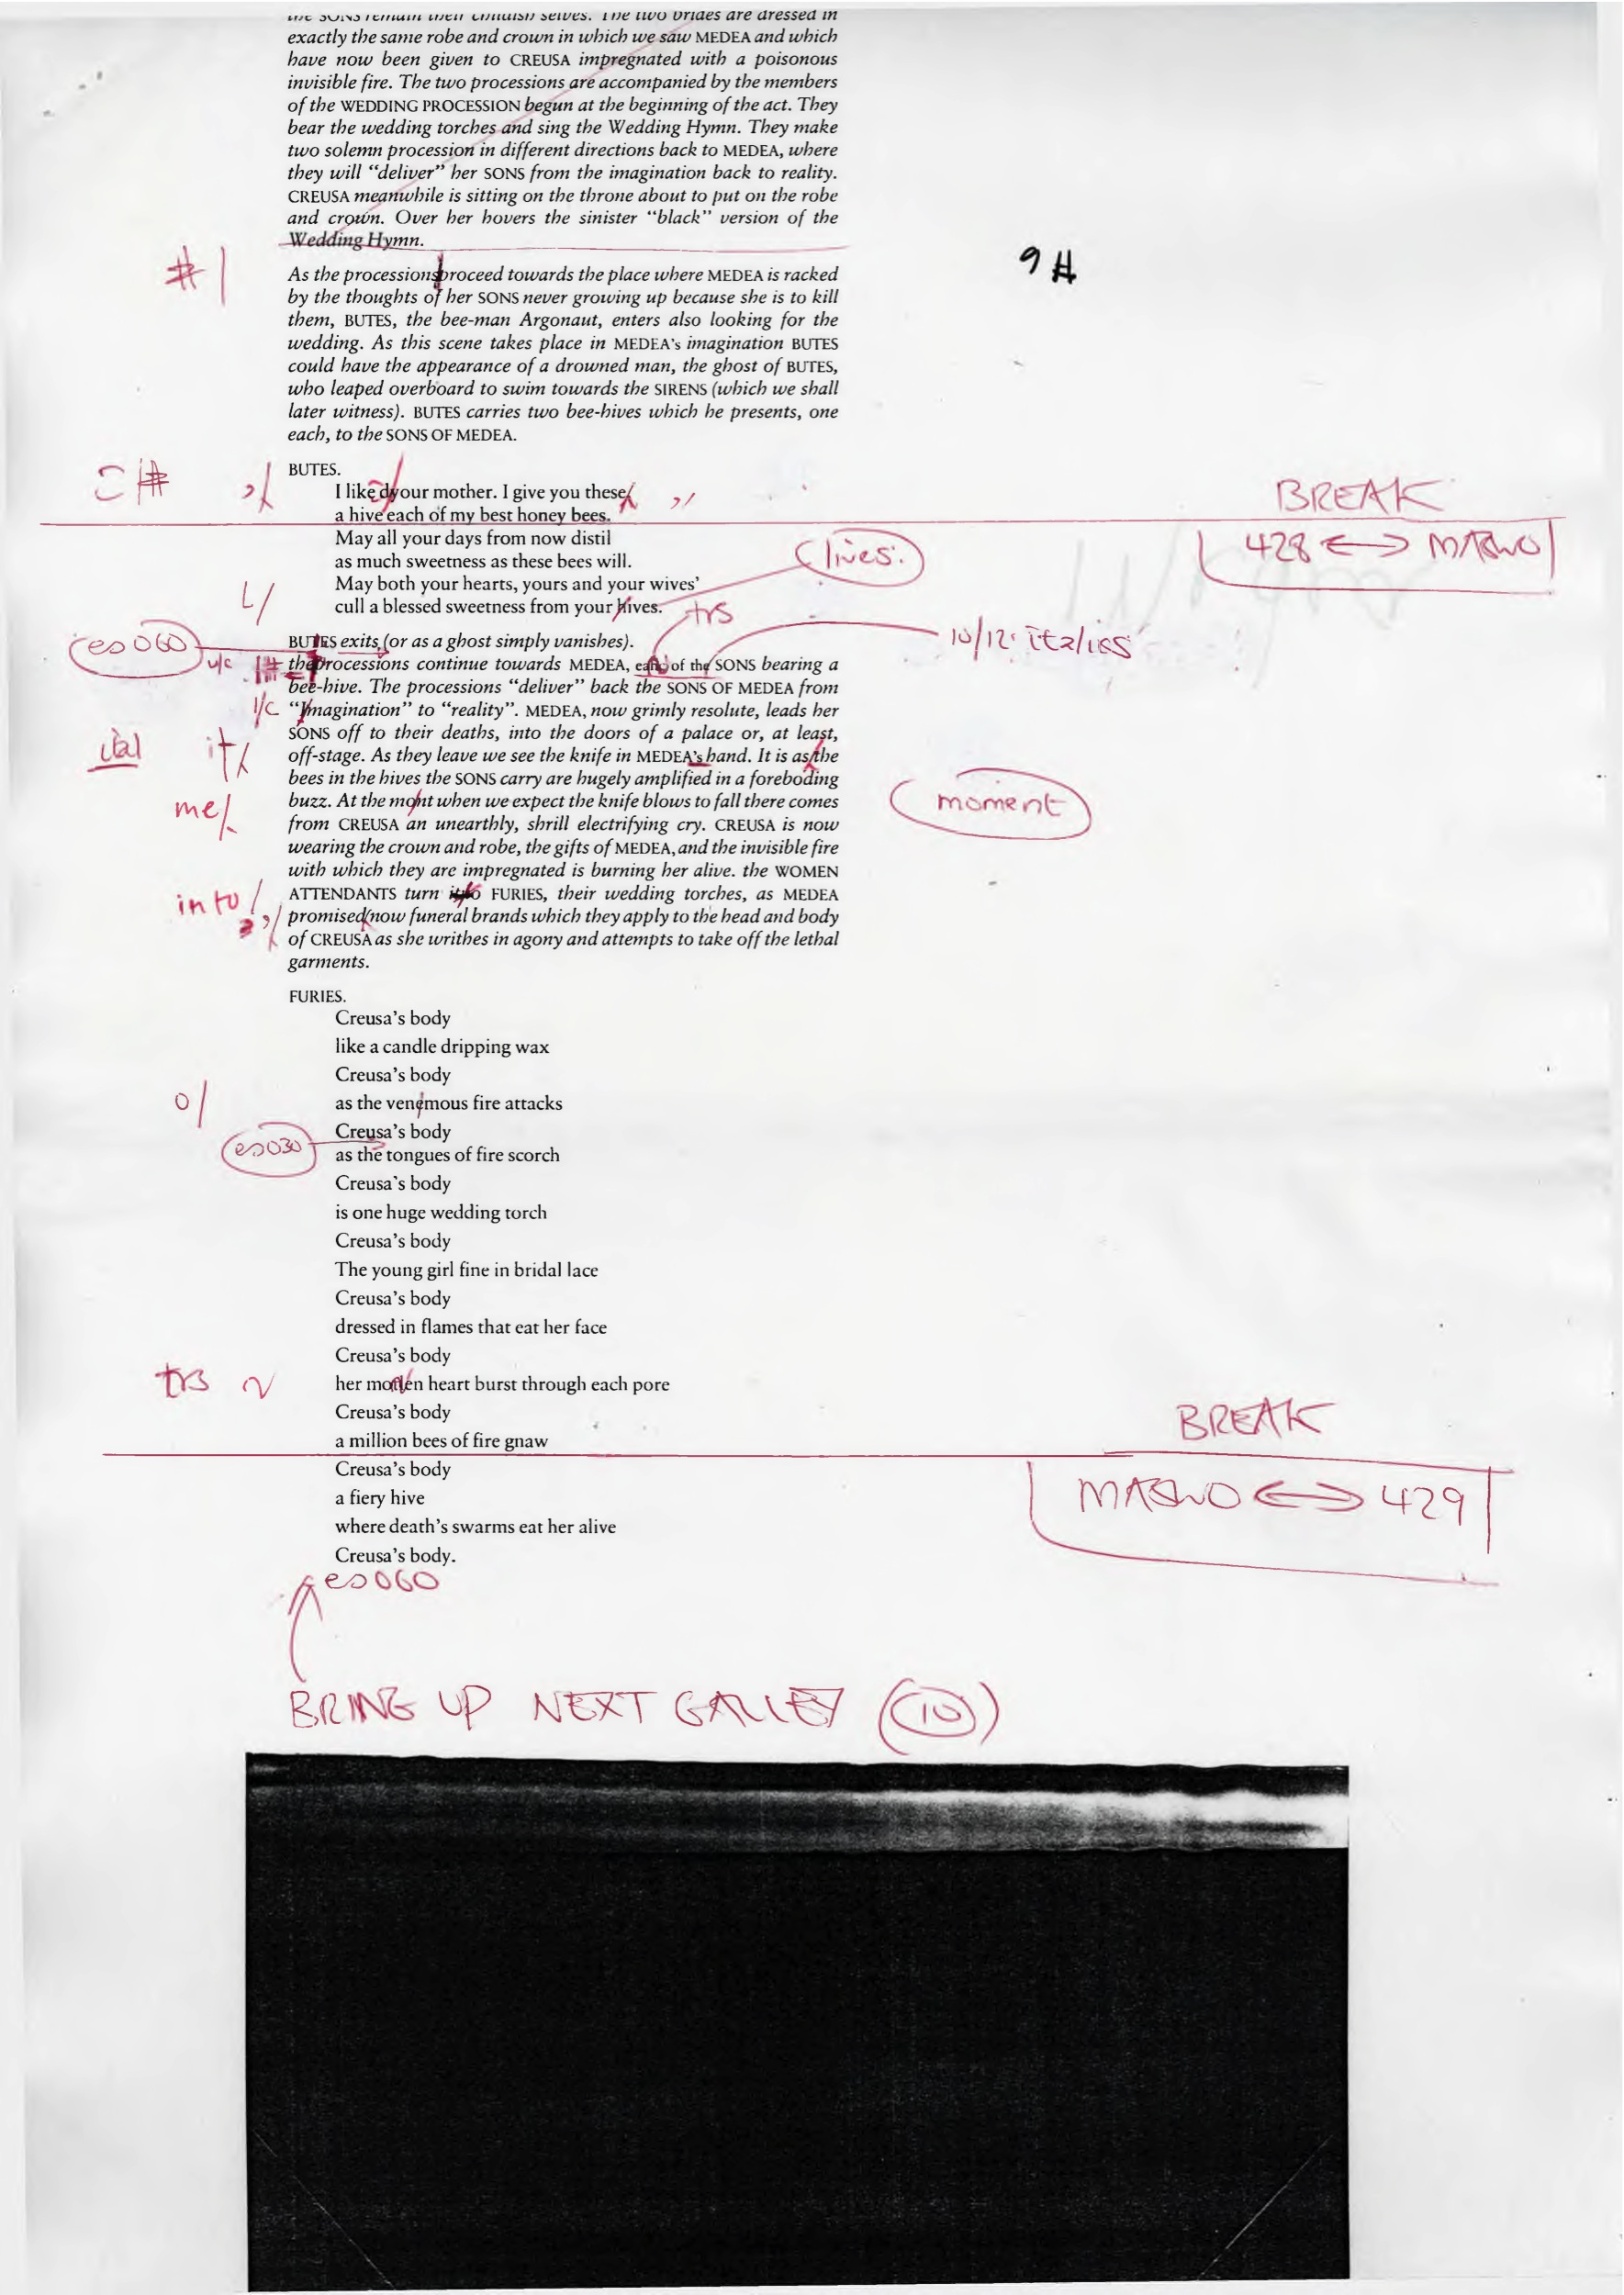 the SONS remain their childish selves. The two brides are dressed in
exactly the same robe and crown in which we saw MEDEA and which
have now been given to CREUSA impregnated with a poisonous
invisible fire. The two processions are accompanied by the members
of the WEDDING PROCESSION begun at the beginning of the act. They
bear the wedding torches and sing the Wedding Hymn. They make
two solemn procession in different directions back to MEDEA, where
they will “deliver” her SONS from the imagination back to reality.
CREUSA meanwhile is sitting on the throne about to put on the robe
and crown. Over her hovers the sinister “black” version of the
Wedding Hymn.
# |
9 #
As the processionsproceed towards the place where MEDEA is racked
by the thoughts of her SONS never growing up because she is to kill
them, BUTES, the bee-man Argonaut, enters also looking for the
wedding. As this scene takes place in MEDEA's imagination BUTES
could have the appearance of a drowned man, the ghost of BUTES,
who leaped overboard to swim towards the SIRENS (which we shall
later witness). BUTES carries two bee-hives which he presents, one
each, to the SONS OF MEDEA.
BUTES.
I like dyour mother. I give you these
a hive each of my best honey bees.
BREAK
428 ↔ MASWO
May all your days from now distil
as much sweetness as these bees will.
May both your hearts, yours and your wives'
cull a blessed sweetness from your hives.
lives.
l/
trs
es060
BUTES exits (or as a ghost simply vanishes).
10/12 italics
u/c
the processions continue towards MEDEA, of the SONS bearing a
bee-hive. The processions “deliver” back the SONS OF MEDEA from
l/c
“Imagination” to “reality”. MEDEA, now grimly resolute, leads her
SONS off to their deaths, into the doors of a palace or, at least,
ital it/
off-stage. As they leave we see the knife in MEDEA's hand. It is as the
bees in the hives the SONS carry are hugely amplified in a foreboding
me/
buzz. At the mont when we expect the knife blows to fall there comes
moment
from CREUSA an unearthly, shrill electrifying cry. CREUSA is now
wearing the crown and robe, the gifts of MEDEA, and the invisible fire
with which they are impregnated is burning her alive. the WOMEN
into/
ATTENDANTS turn FURIES, their wedding torches, as MEDEA
,/
promised now funeral brands which they apply to the head and body
of CREUSA as she writhes in agony and attempts to take off the lethal
garments.
FURIES.
Creusa's body
like a candle dripping wax
Creusa's body
o/
as the venemous fire attacks
Creusa's body
es030
as the tongues of fire scorch
Creusa's body
is one huge wedding torch
Creusa's body
The young girl fine in bridal lace
Creusa's body
dressed in flames that eat her face
Creusa's body
trs
her motlen heart burst through each pore
Creusa's body
a million bees of fire gnaw
BREAK
MASWO ↔ 429
Creusa's body
a fiery hive
where death's swarms eat her alive
Creusa's body.
es060
BRING UP NEXT GALLEY (10)